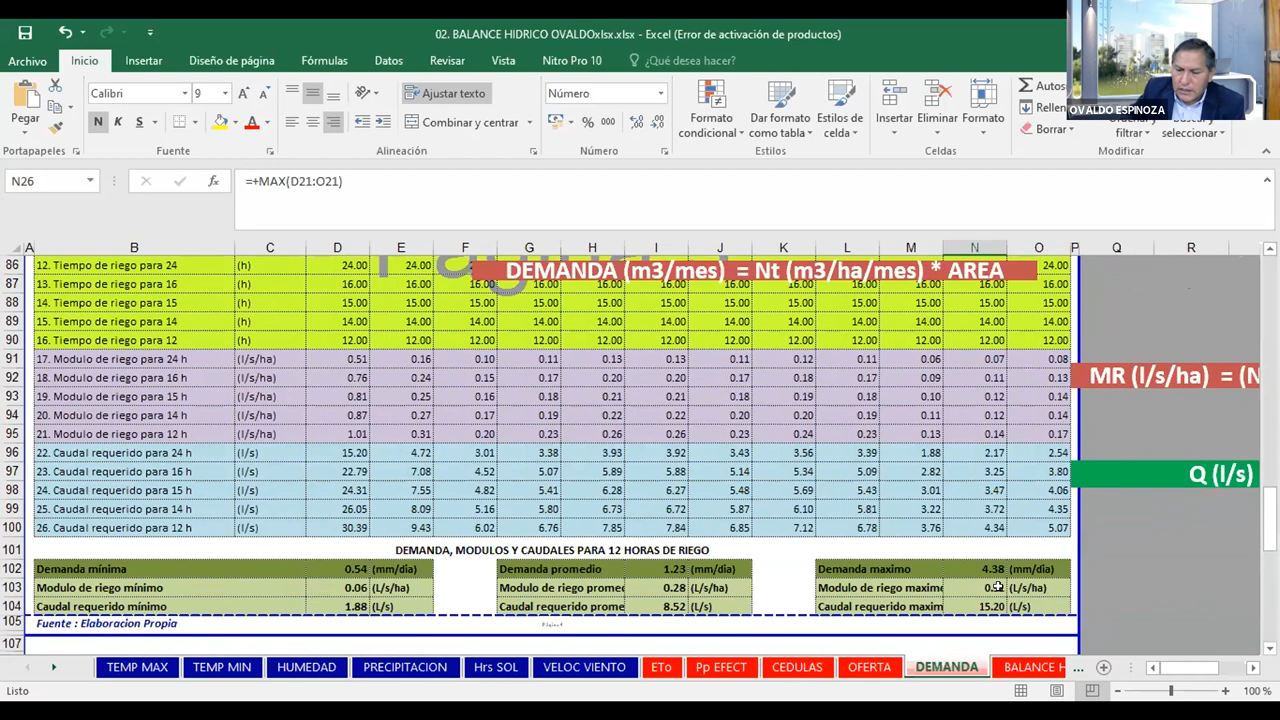 02. BALANCE HIDRICO OVALDOxlsx.xlsx - Excel (Error de activación de productos)
Archivo Inicio Insertar Diseño de página Fórmulas Datos Revisar Vista Nitro Pro 10 ¿Qué desea hacer?
OVALDO ESPINOZA
Calibri 9 Ajustar texto Número
Pegar N K S Combinar y centrar % 000
Formato condicional Dar formato como tabla Estilos de celda Insertar Eliminar Formato
Autos
Rellen
Borrar
filtrar seleccionar
Portapapeles Fuente Alineación Número Estilos Celdas Modificar
N26 fx =+MAX(D21:O21)
A B C D E F G H I J K L M N O P Q R
DEMANDA (m3/mes) = Nt (m3/ha/mes) * AREA
86 12. Tiempo de riego para 24 (h) 24.00 24.00 24.00
87 13. Tiempo de riego para 16 (h) 16.00 16.00 16.00 16.00 16.00 16.00 16.00 16.00 16.00 16.00 16.00 16.00
88 14. Tiempo de riego para 15 (h) 15.00 15.00 15.00 15.00 15.00 15.00 15.00 15.00 15.00 15.00 15.00 15.00
89 15. Tiempo de riego para 14 (h) 14.00 14.00 14.00 14.00 14.00 14.00 14.00 14.00 14.00 14.00 14.00 14.00
90 16. Tiempo de riego para 12 (h) 12.00 12.00 12.00 12.00 12.00 12.00 12.00 12.00 12.00 12.00 12.00 12.00
91 17. Modulo de riego para 24 h (l/s/ha) 0.51 0.16 0.10 0.11 0.13 0.13 0.11 0.12 0.11 0.06 0.07 0.08
92 18. Modulo de riego para 16 h (l/s/ha) 0.76 0.24 0.15 0.17 0.20 0.20 0.17 0.18 0.17 0.09 0.11 0.13
MR (l/s/ha) = (N
93 19. Modulo de riego para 15 h (l/s/ha) 0.81 0.25 0.16 0.18 0.21 0.21 0.18 0.19 0.18 0.10 0.12 0.14
94 20. Modulo de riego para 14 h (l/s/ha) 0.87 0.27 0.17 0.19 0.22 0.22 0.20 0.20 0.19 0.11 0.12 0.14
95 21. Modulo de riego para 12 h (l/s/ha) 1.01 0.31 0.20 0.23 0.26 0.26 0.23 0.24 0.23 0.13 0.14 0.17
96 22. Caudal requerido para 24 h (l/s) 15.20 4.72 3.01 3.38 3.93 3.92 3.43 3.56 3.39 1.88 2.17 2.54
97 23. Caudal requerido para 16 h (l/s) 22.79 7.08 4.52 5.07 5.89 5.88 5.14 5.34 5.09 2.82 3.25 3.80
Q (l/s)
98 24. Caudal requerido para 15 h (l/s) 24.31 7.55 4.82 5.41 6.28 6.27 5.48 5.69 5.43 3.01 3.47 4.06
99 25. Caudal requerido para 14 h (l/s) 26.05 8.09 5.16 5.80 6.73 6.72 5.87 6.10 5.81 3.22 3.72 4.35
100 26. Caudal requerido para 12 h (l/s) 30.39 9.43 6.02 6.76 7.85 7.84 6.85 7.12 6.78 3.76 4.34 5.07
101 DEMANDA, MODULOS Y CAUDALES PARA 12 HORAS DE RIEGO
102 Demanda mínima 0.54 (mm/dia) Demanda promedio 1.23 (mm/dia) Demanda maximo 4.38 (mm/dia)
103 Modulo de riego mínimo 0.06 (L/s/ha) Modulo de riego prome 0.28 (L/s/ha) Modulo de riego maxime (L/s/ha)
104 Caudal requerido mínimo 1.88 (L/s) Caudal requerido prome 8.52 (L/s) Caudal requerido maxim 15.20 (L/s)
105 Fuente : Elaboracion Propia
107
TEMP MAX TEMP MIN HUMEDAD PRECIPITACION Hrs SOL VELOC VIENTO ETo Pp EFECT CEDULAS OFERTA DEMANDA BALANCE H ...
Listo 100 %